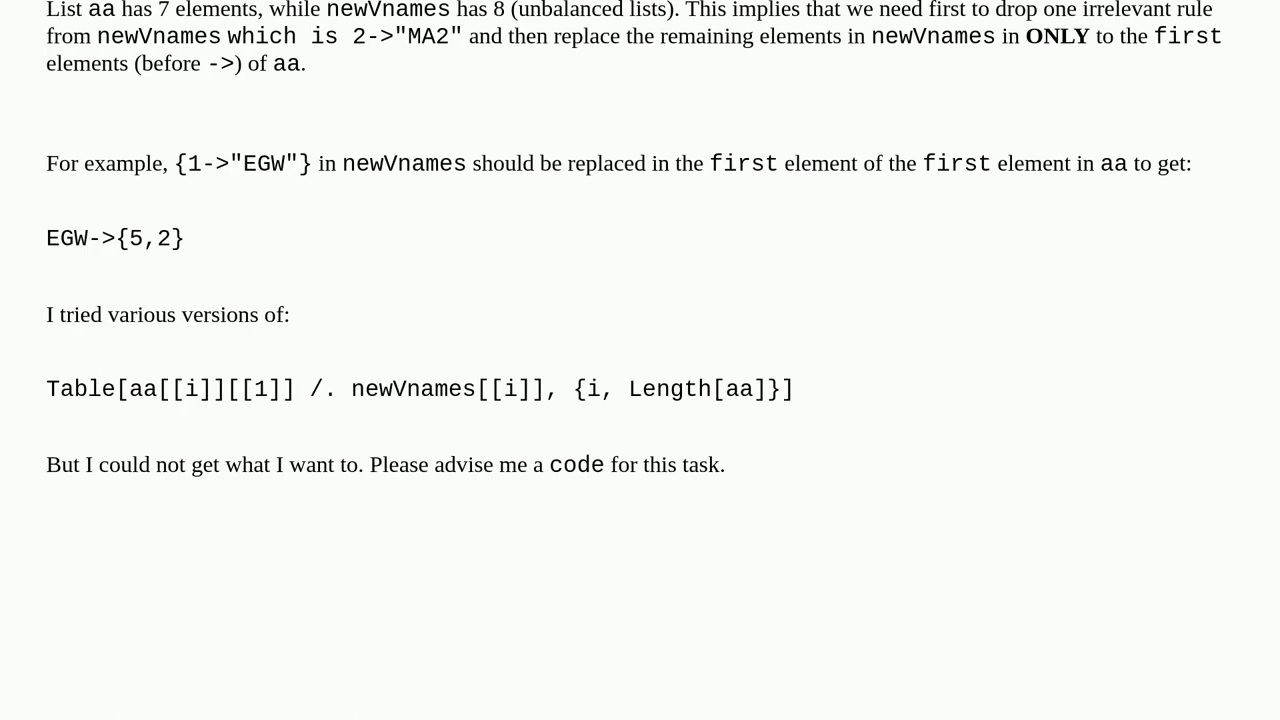 List aa has 7 elements, while newVnames has 8 (unbalanced lists). This implies that we need first to drop one irrelevant rule
from newVnames which is 2->"MA2" and then replace the remaining elements in newVnames in ONLY to the first
elements (before ->) of aa.
For example, {1->"EGW"} in newVnames should be replaced in the first element of the first element in aa to get:
EGW->{5,2}
I tried various versions of:
Table[aa[[i]][[1]] /. newVnames[[i]], {i, Length[aa]}]
But I could not get what I want to. Please advise me a code for this task.